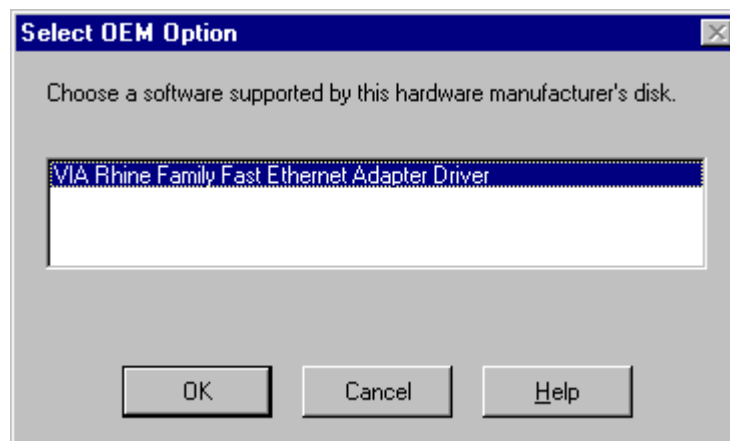 Select OEM Option
Choose a software supported by this hardware manufacturer's disk.
VIA Rhine Family Fast Ethernet Adapter Driver
OK Cancel Help